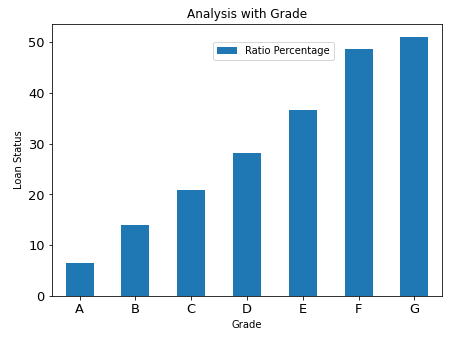 Analysis with Grade
Ratio Percentage
Loan Status
50
40
30
20
10
0
A B C D E F G
Grade